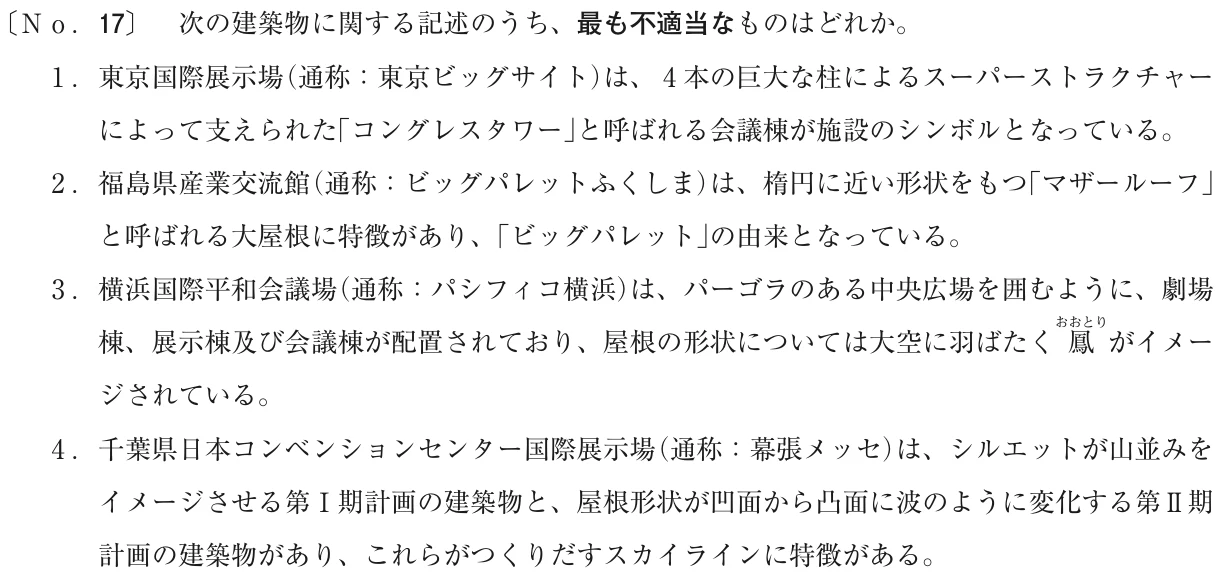 〔Ｎｏ．17〕　次の建築物に関する記述のうち、最も不適当なものはどれか。
１．東京国際展示場(通称：東京ビッグサイト)は、４本の巨大な柱によるスーパーストラクチャー
によって支えられた「コングレスタワー」と呼ばれる会議棟が施設のシンボルとなっている。
２．福島県産業交流館(通称：ビッグパレットふくしま)は、楕円に近い形状をもつ「マザールーフ」
と呼ばれる大屋根に特徴があり、「ビッグパレット」の由来となっている。
３．横浜国際平和会議場(通称：パシフィコ横浜)は、パーゴラのある中央広場を囲むように、劇場
棟、展示棟及び会議棟が配置されており、屋根の形状については大空に羽ばたく鳳(おおとり)がイメー
ジされている。
４．千葉県日本コンベンションセンター国際展示場(通称：幕張メッセ)は、シルエットが山並みを
イメージさせる第Ⅰ期計画の建築物と、屋根形状が凹面から凸面に波のように変化する第Ⅱ期
計画の建築物があり、これらがつくりだすスカイラインに特徴がある。